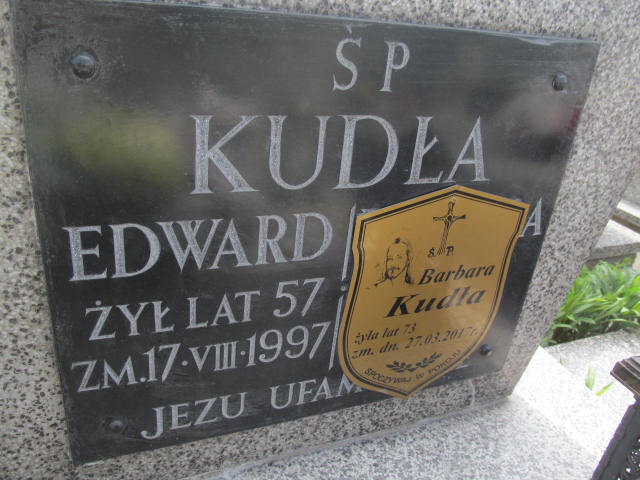 ŚP
KUDŁA
EDWARD
ŻYŁ LAT 57
ZM.17·VIII·1997
JEZU UFAM
Ś. P.
Barbara
Kudła
żyła lat 73
zm. dn. 27.03.2017r.
SPOCZYWAJ W POKOJU